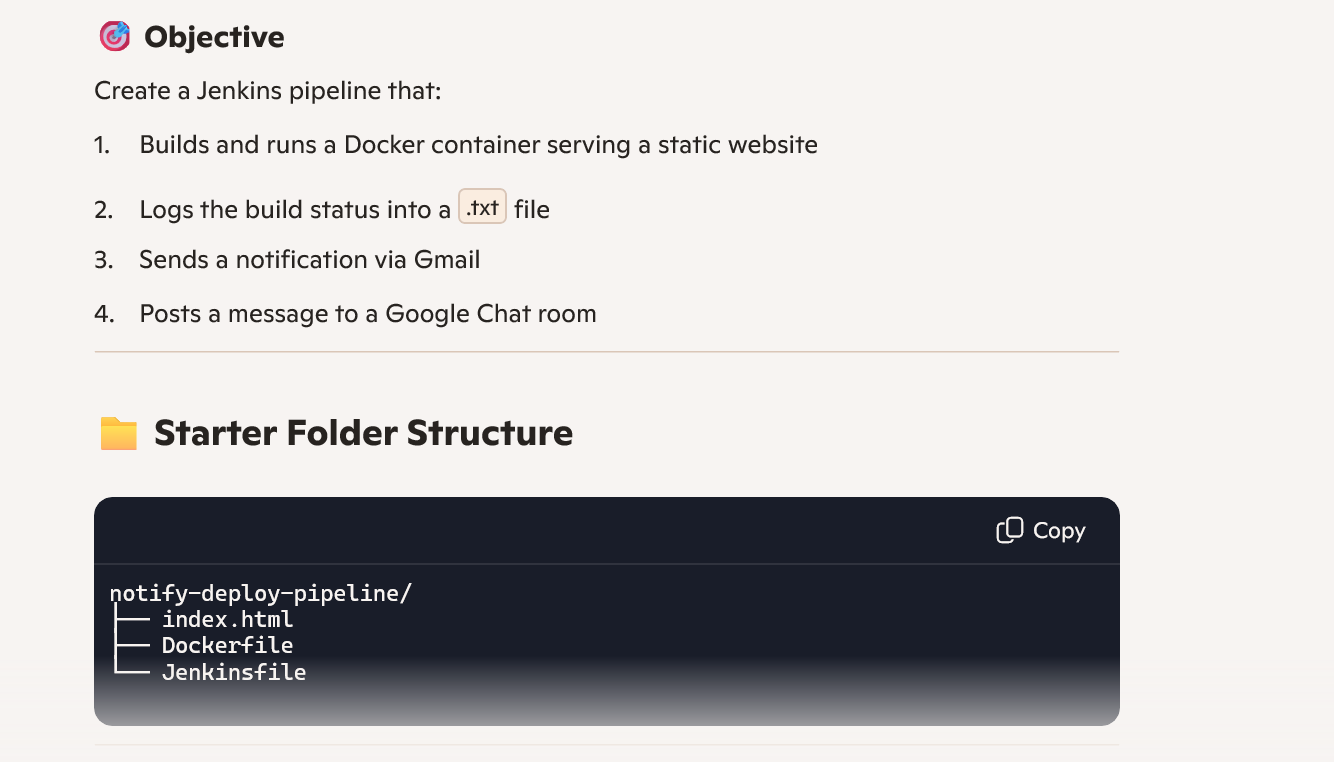 🎯 Objective
Create a Jenkins pipeline that:
1. Builds and runs a Docker container serving a static website
2. Logs the build status into a .txt file
3. Sends a notification via Gmail
4. Posts a message to a Google Chat room
📁 Starter Folder Structure
Copy
notify-deploy-pipeline/
├── index.html
├── Dockerfile
└── Jenkinsfile